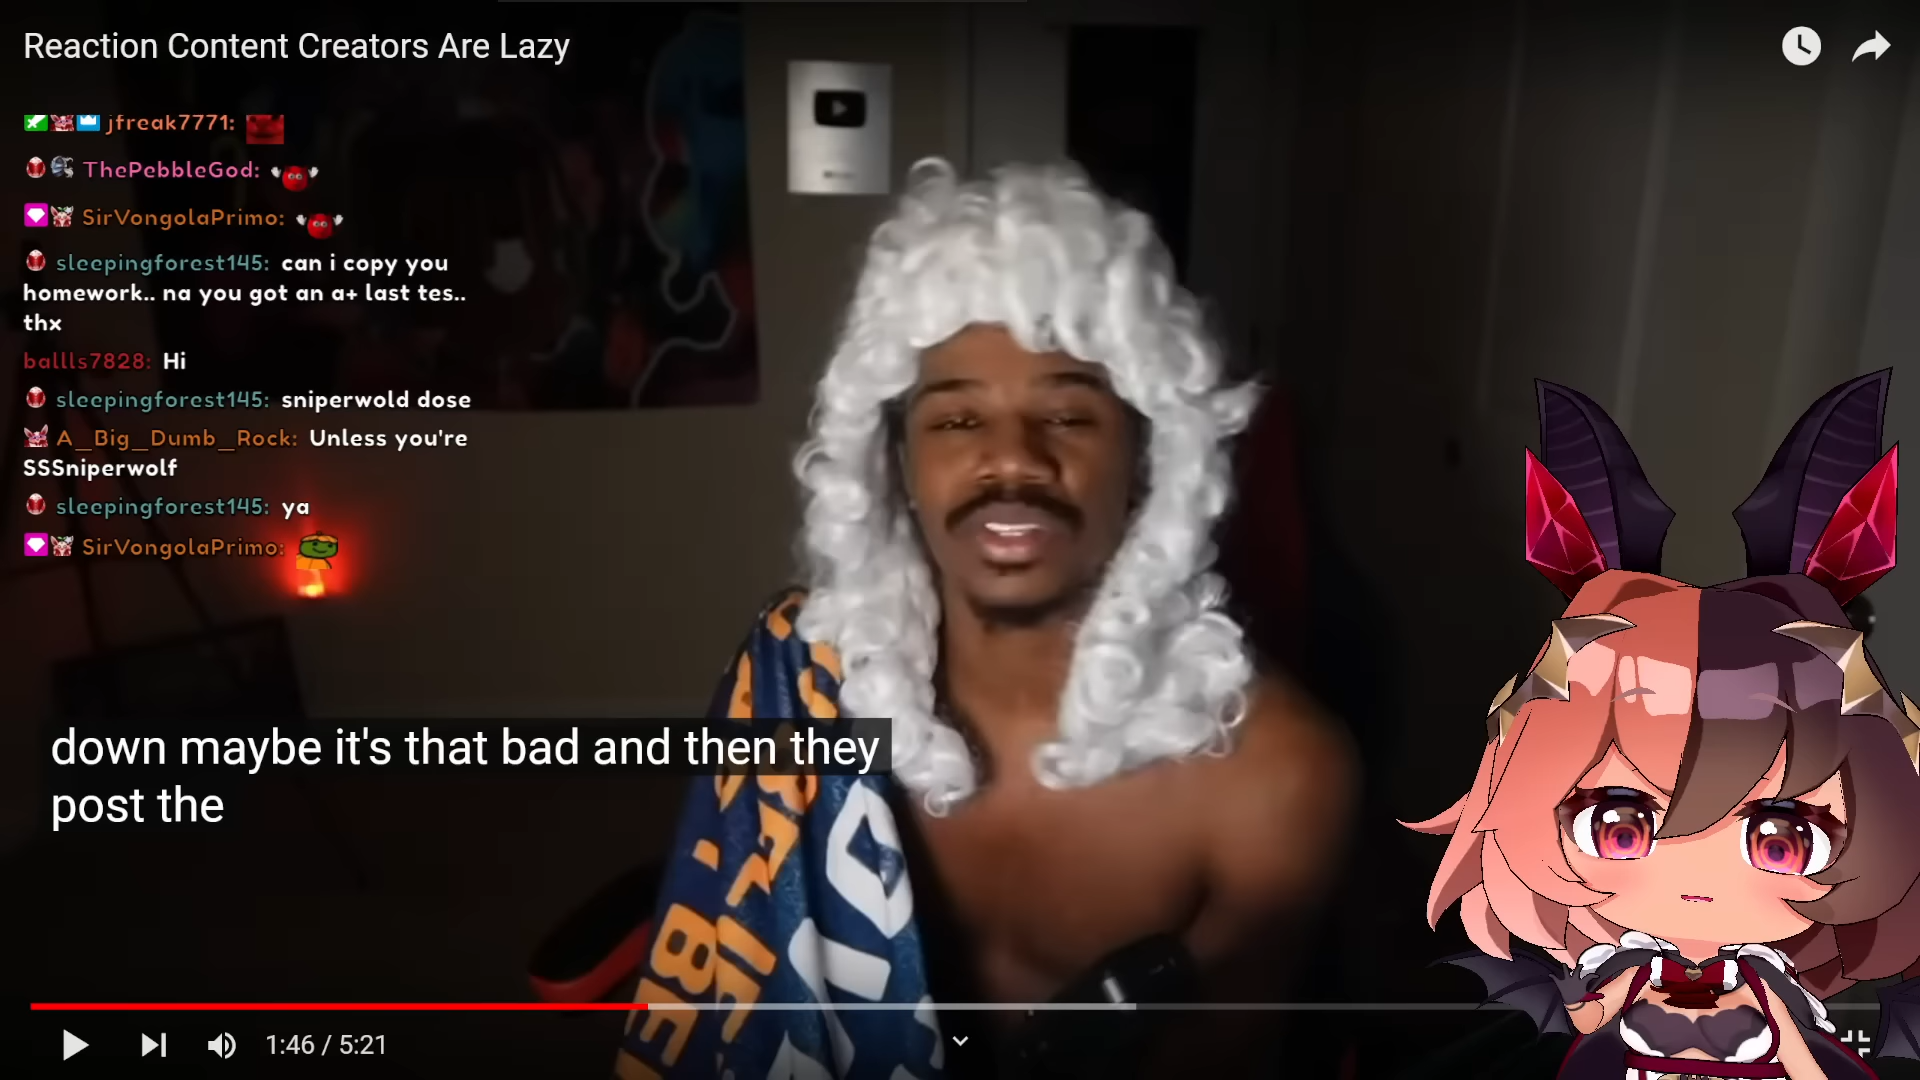 Reaction Content Creators Are Lazy
jfreak7771:
ThePebbleGod:
SirVongolaPrimo:
sleepingforest145: can i copy you
homework.. na you got an a+ last tes..
thx
ballls7828: Hi
sleepingforest145: sniperwold dose
A__Big__Dumb__Rock: Unless you're
SSSniperwolf
sleepingforest145: ya
SirVongolaPrimo:
down maybe it's that bad and then they
post the
1:46 / 5:21